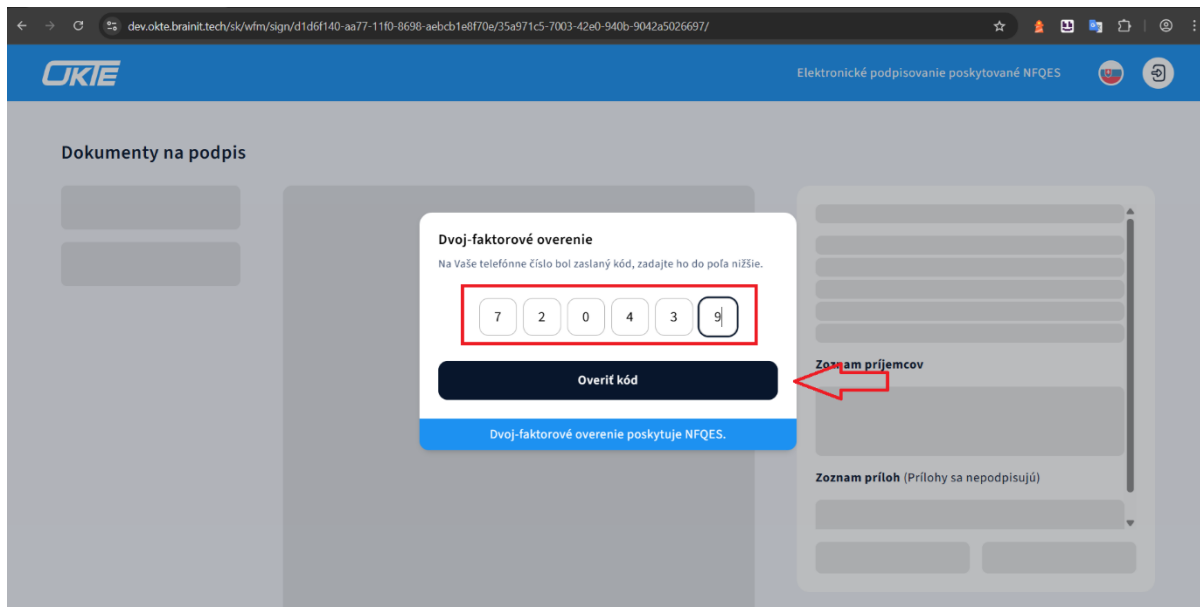 dev.okte.brainit.tech/sk/wfm/sign/d1d6f140-aa77-11f0-8698-aebcb1e8f70e/35a971c5-7003-42e0-940b-9042a5026697/
OKTE
Elektronické podpisovanie poskytované NFQES
Dokumenty na podpis
Dvoj-faktorové overenie
Na Vaše telefónne číslo bol zaslaný kód, zadajte ho do poľa nižšie.
7 2 0 4 3 9
Overiť kód
Dvoj-faktorové overenie poskytuje NFQES.
Zoznam príjemcov
Zoznam príloh (Prílohy sa nepodpisujú)